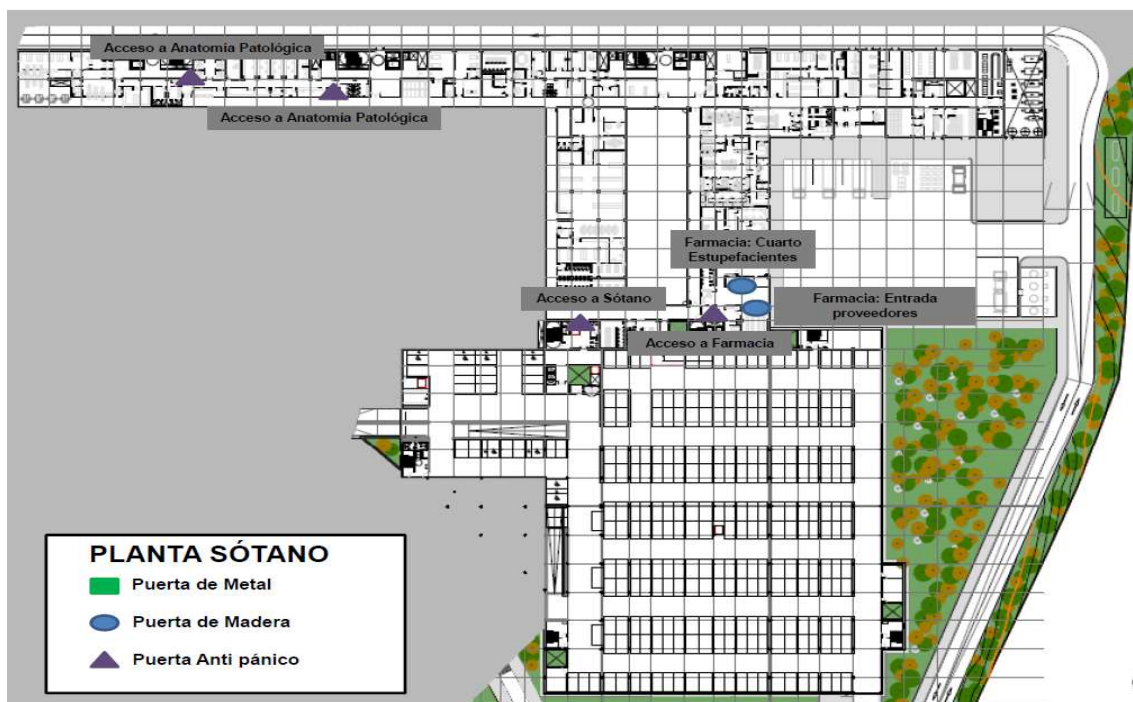 Acceso a Anatomía Patológica
Acceso a Anatomía Patológica
Farmacia: Cuarto
Estupefacientes
Acceso a Sótano
Farmacia: Entrada
proveedores
Acceso a Farmacia
PLANTA SÓTANO
Puerta de Metal
Puerta de Madera
Puerta Anti pánico